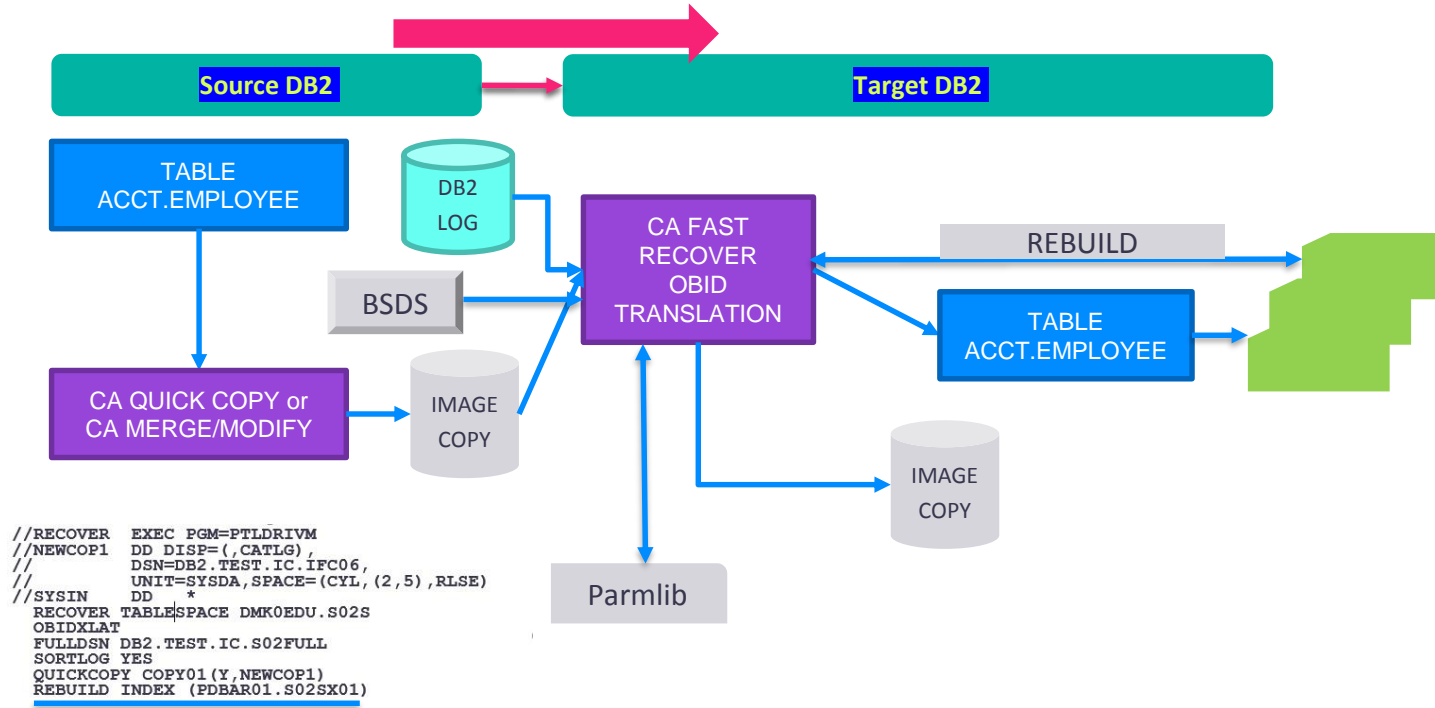 Source DB2
Target DB2
TABLE
ACCT.EMPLOYEE
DB2
LOG
BSDS
CA QUICK COPY or
CA MERGE/MODIFY
IMAGE
COPY
CA FAST
RECOVER
OBID
TRANSLATION
REBUILD
TABLE
ACCT.EMPLOYEE
IMAGE
COPY
Parmlib
//RECOVER EXEC PGM=PTLDRIVM
//NEWCOP1 DD DISP=(,CATLG),
// DSN=DB2.TEST.IC.IFC06,
// UNIT=SYSDA,SPACE=(CYL,(2,5),RLSE)
//SYSIN DD *
RECOVER TABLESPACE DMK0EDU.S02S
OBIDXLAT
FULLDSN DB2.TEST.IC.S02FULL
SORTLOG YES
QUICKCOPY COPY01(Y,NEWCOP1)
REBUILD INDEX (PDBAR01.S02SX01)